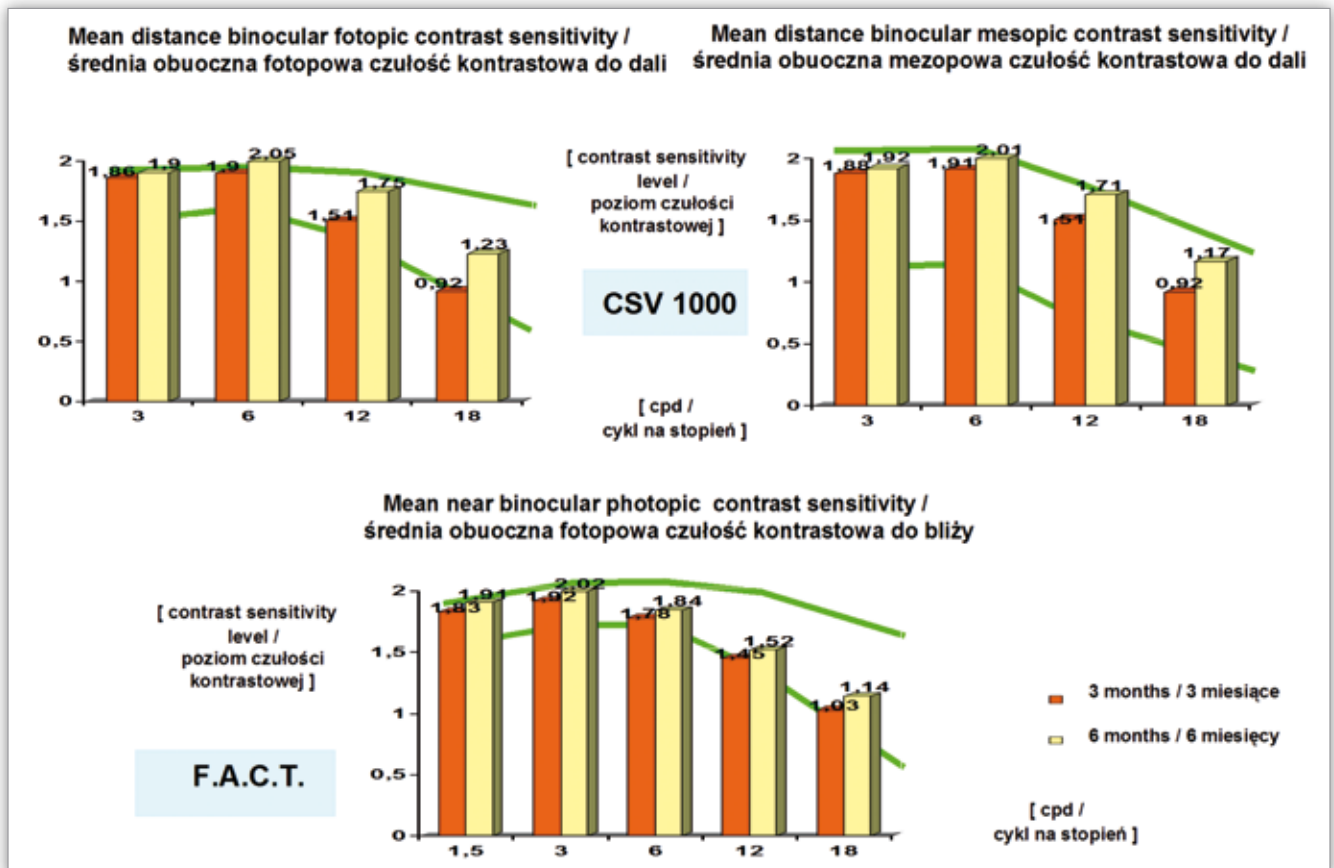 Mean distance binocular fotopic contrast sensitivity /
średnia obuoczna fotopowa czułość kontrastowa do dali
Mean distance binocular mesopic contrast sensitivity /
średnia obuoczna mezopowa czułość kontrastowa do dali
2
1,5
1
0,5
0
1,86
1,9
1,9
2,05
1,51
1,75
0,92
1,23
3
6
12
18
[ contrast sensitivity
level /
poziom czułości
kontrastowej ]
CSV 1000
[ cpd /
cykl na stopień ]
2
1,5
1
0,5
0
1,88
1,92
1,91
2,01
1,51
1,71
0,92
1,17
3
6
12
18
Mean near binocular photopic contrast sensitivity /
średnia obuoczna fotopowa czułość kontrastowa do bliży
[ contrast sensitivity
level /
poziom czułości
kontrastowej ]
F.A.C.T.
2
1,5
1
0,5
0
1,83
1,91
1,92
2,02
1,78
1,84
1,45
1,52
1,03
1,14
1,5
3
6
12
18
3 months / 3 miesiące
6 months / 6 miesięcy
[ cpd /
cykl na stopień ]